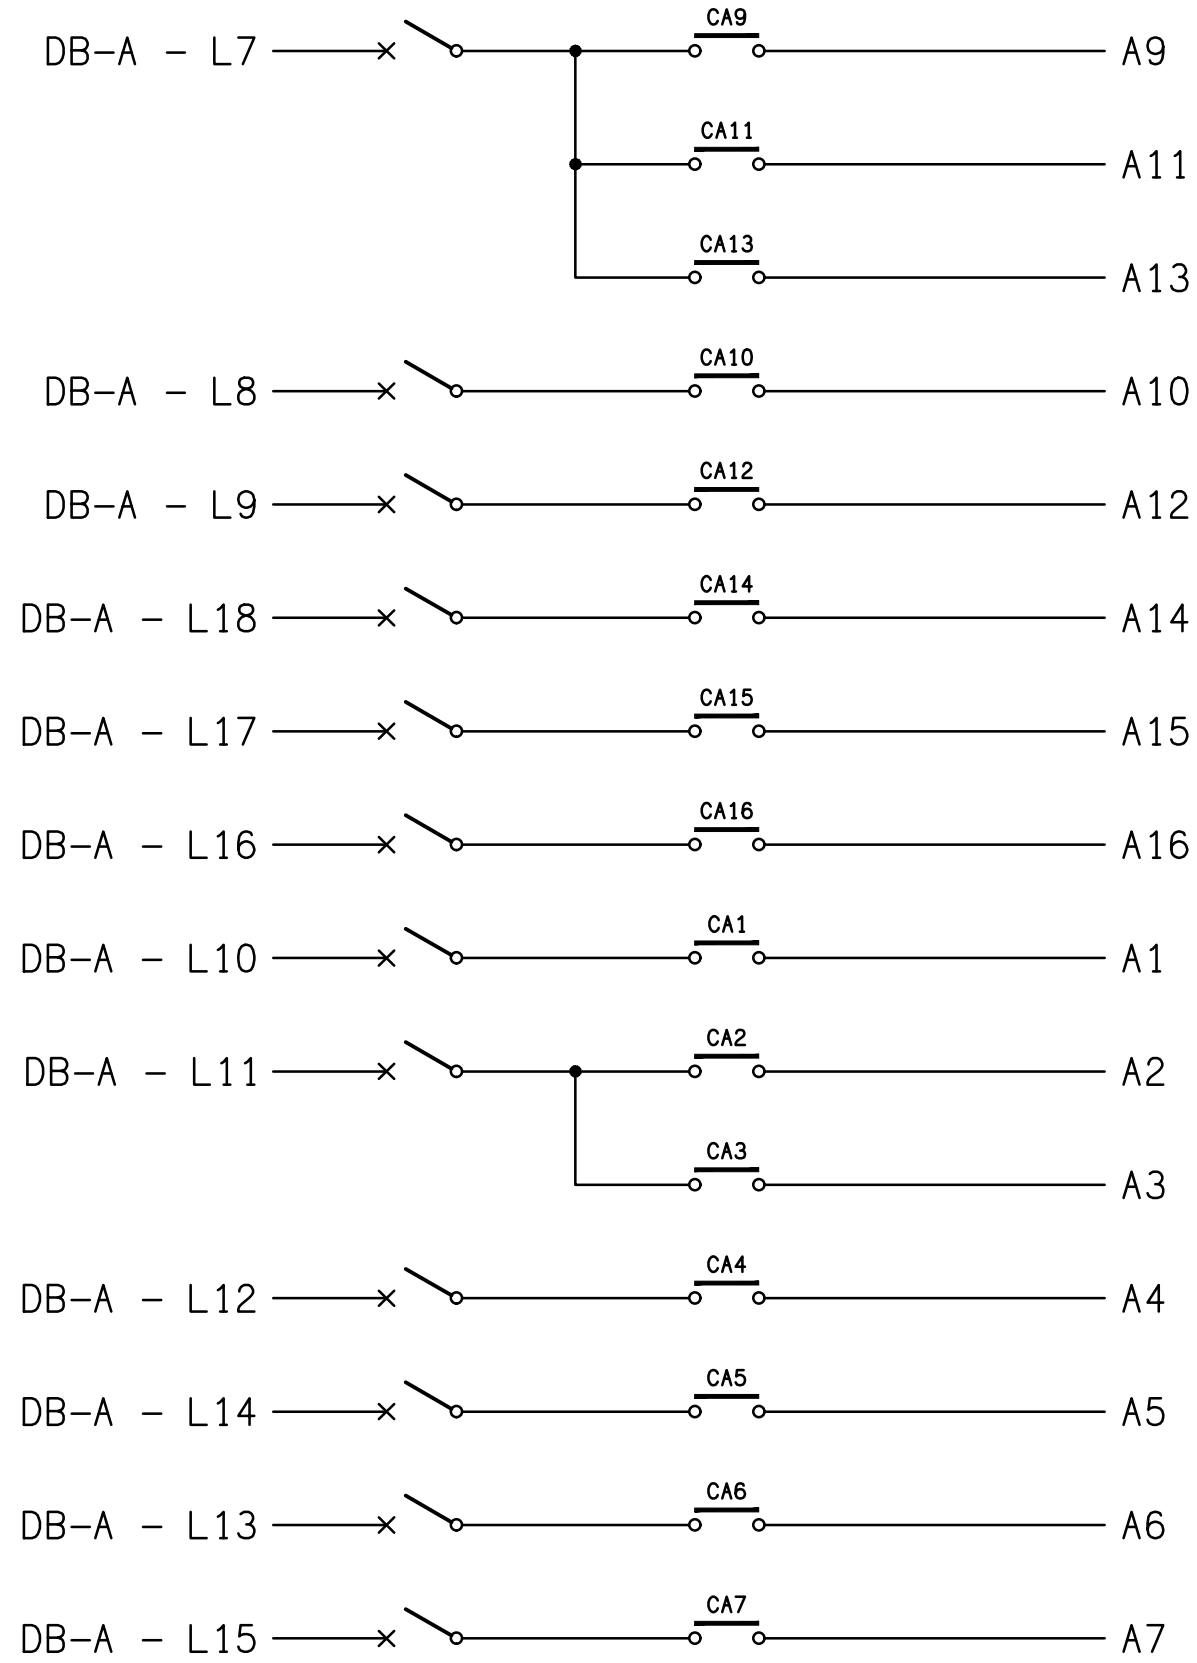 CA9
DB-A - L7 A9
CA11
A11
CA13
A13
CA10
DB-A - L8 A10
CA12
DB-A - L9 A12
CA14
DB-A - L18 A14
CA15
DB-A - L17 A15
CA16
DB-A - L16 A16
CA1
DB-A - L10 A1
CA2
DB-A - L11 A2
CA3
A3
CA4
DB-A - L12 A4
CA5
DB-A - L14 A5
CA6
DB-A - L13 A6
CA7
DB-A - L15 A7